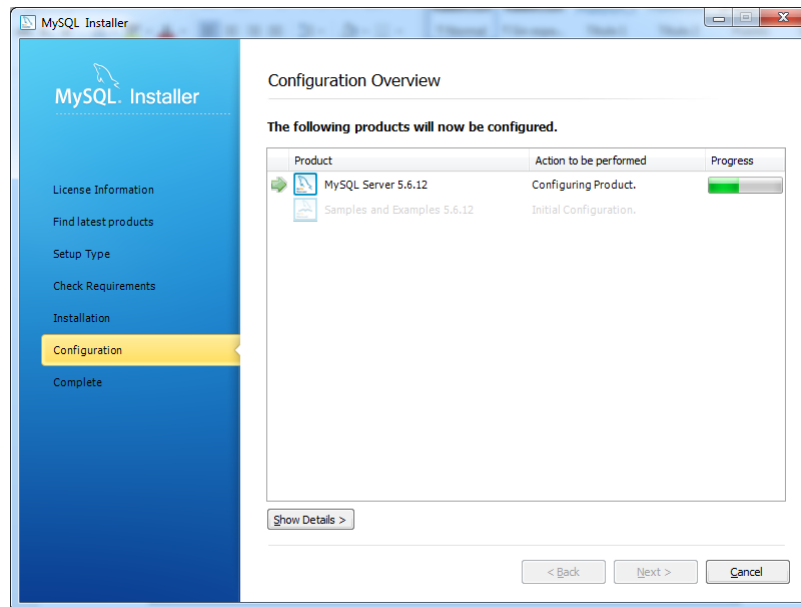 MySQL Installer
MySQL. Installer
License Information
Find latest products
Setup Type
Check Requirements
Installation
Configuration
Complete
Configuration Overview
The following products will now be configured.
Product Action to be performed Progress
MySQL Server 5.6.12 Configuring Product.
Samples and Examples 5.6.12 Initial Configuration.
Show Details >
< Back Next > Cancel